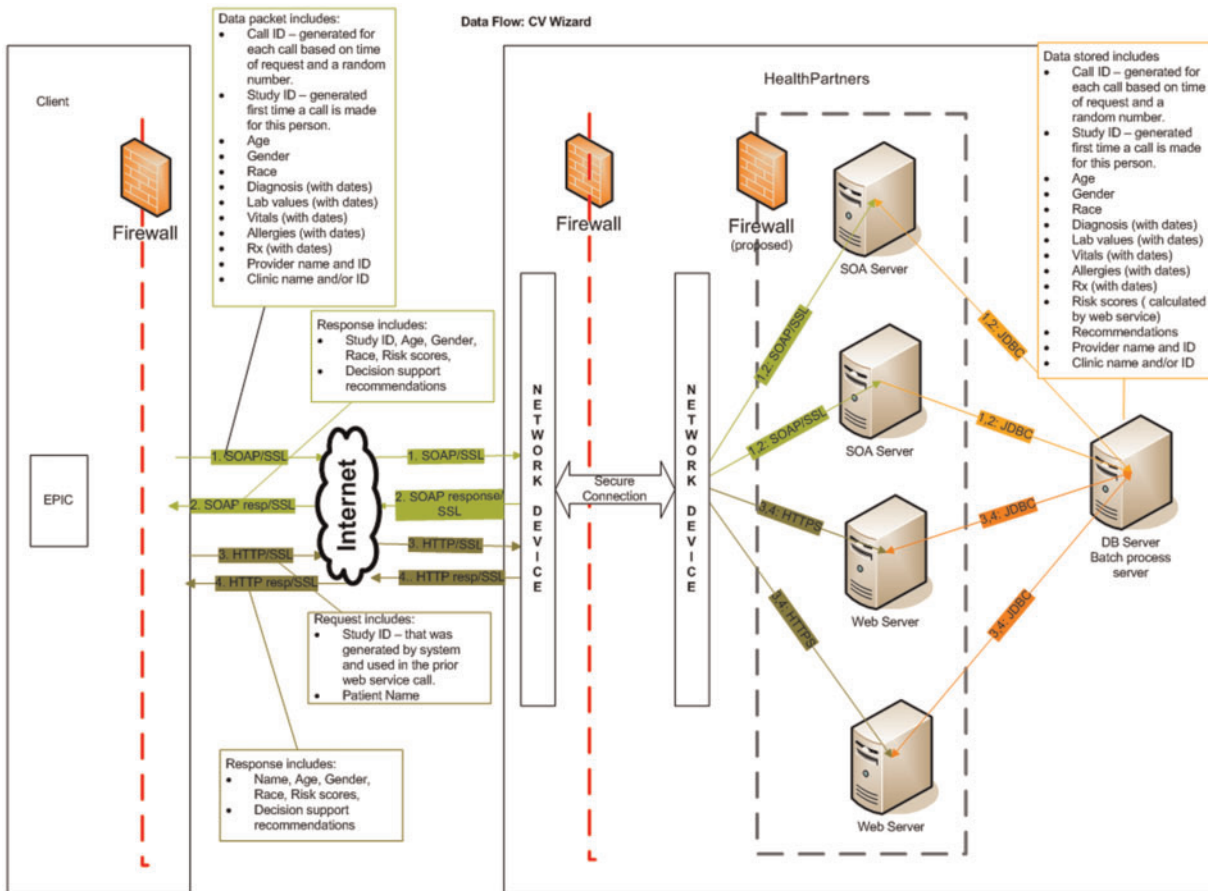 Data Flow: CV Wizard
Client
Data packet includes:
• Call ID – generated for
each call based on time
of request and a random
number.
• Study ID – generated
first time a call is made
for this person.
• Age
• Gender
• Race
• Diagnosis (with dates)
• Lab values (with dates)
• Vitals (with dates)
• Allergies (with dates)
• Rx (with dates)
• Provider name and ID
• Clinic name and/or ID
Firewall
HealthPartners
Firewall
Firewall
(proposed)
Data stored includes
• Call ID – generated for
each call based on time
of request and a
random number.
• Study ID – generated
first time a call is made
for this person.
• Age
• Gender
• Race
• Diagnosis (with dates)
• Lab values (with dates)
• Vitals (with dates)
• Allergies (with dates)
• Rx (with dates)
• Risk scores ( calculated
by web service)
• Recommendations
• Provider name and ID
• Clinic name and/or ID
Response includes:
• Study ID, Age, Gender,
Race, Risk scores,
• Decision support
recommendations
EPIC
1. SOAP/SSL
2. SOAP resp/SSL
3. HTTP/SSL
4. HTTP resp/SSL
Internet
1. SOAP/SSL
2. SOAP response/
SSL
3. HTTP/SSL
4.. HTTP resp/SSL
NETWORK DEVICE
Secure
Connection
NETWORK DEVICE
1,2: SOAP/SSL
1,2: SOAP/SSL
3,4: HTTPS
3,4: HTTPS
SOA Server
SOA Server
Web Server
Web Server
1,2: JDBC
1,2: JDBC
3,4: JDBC
3,4: JDBC
DB Server
Batch process
server
Request includes:
• Study ID – that was
generated by system
and used in the prior
web service call.
• Patient Name
Response includes:
• Name, Age, Gender,
Race, Risk scores,
• Decision support
recommendations